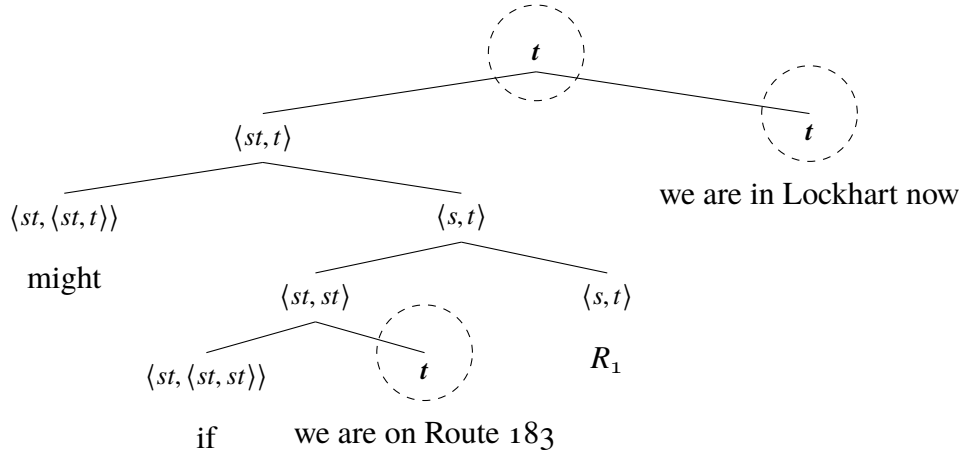 t
⟨st, t⟩ t
we are in Lockhart now
⟨st, ⟨st, t⟩⟩ ⟨s, t⟩
might
⟨st, st⟩ ⟨s, t⟩
⟨st, ⟨st, st⟩⟩ t R₁
if we are on Route 183